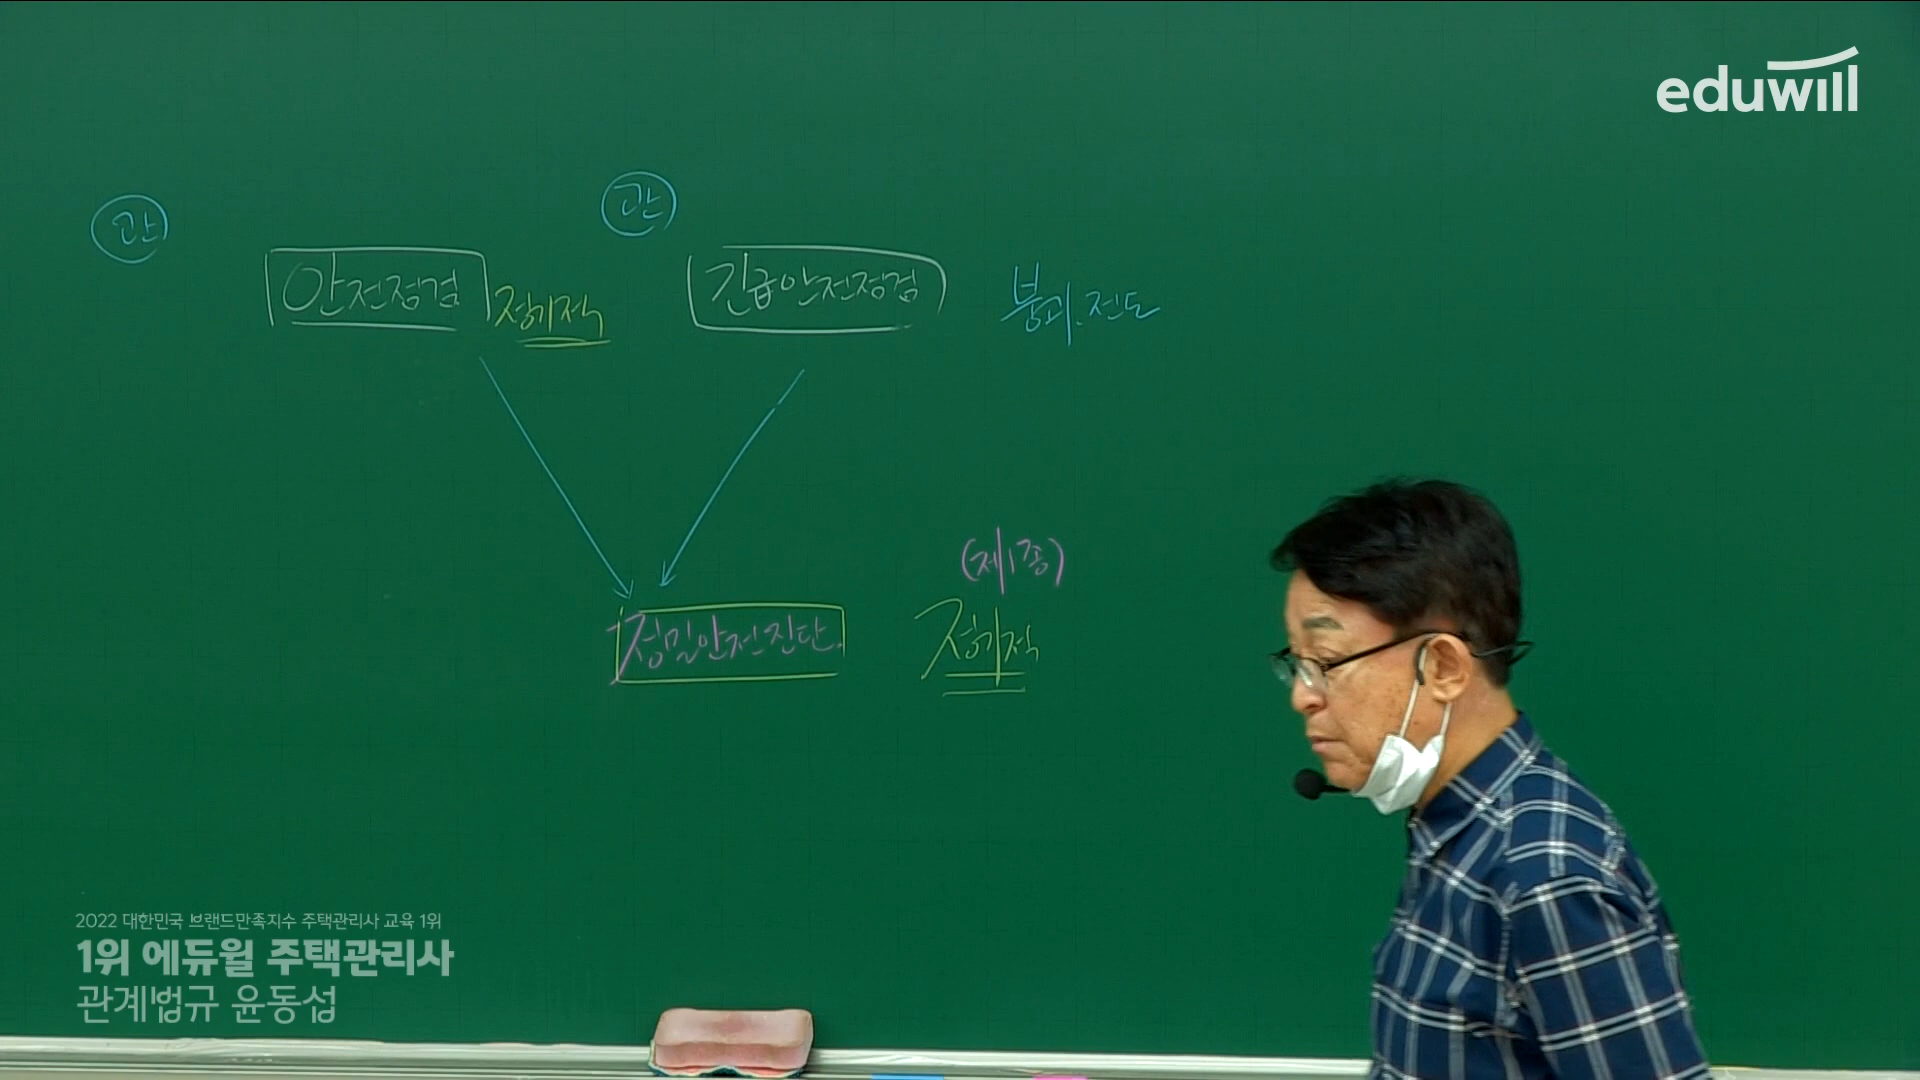 eduwill
관
관
안전점검
정기적
긴급안전점검
붕괴.전도
(제1종)
정밀안전진단.
정기적
2022 대한민국 브랜드만족지수 주택관리사 교육 1위
1위 에듀윌 주택관리사
관계법규 윤동섭